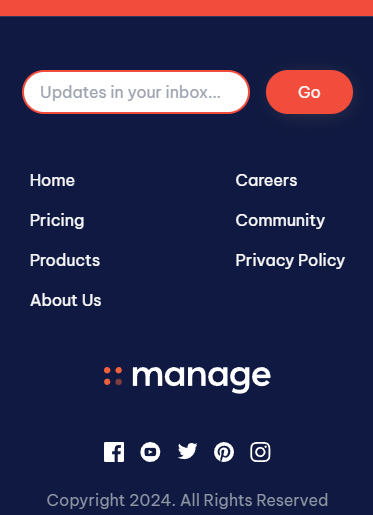 Updates in your inbox...
Go
Home
Pricing
Products
About Us
Careers
Community
Privacy Policy
manage
Copyright 2024. All Rights Reserved